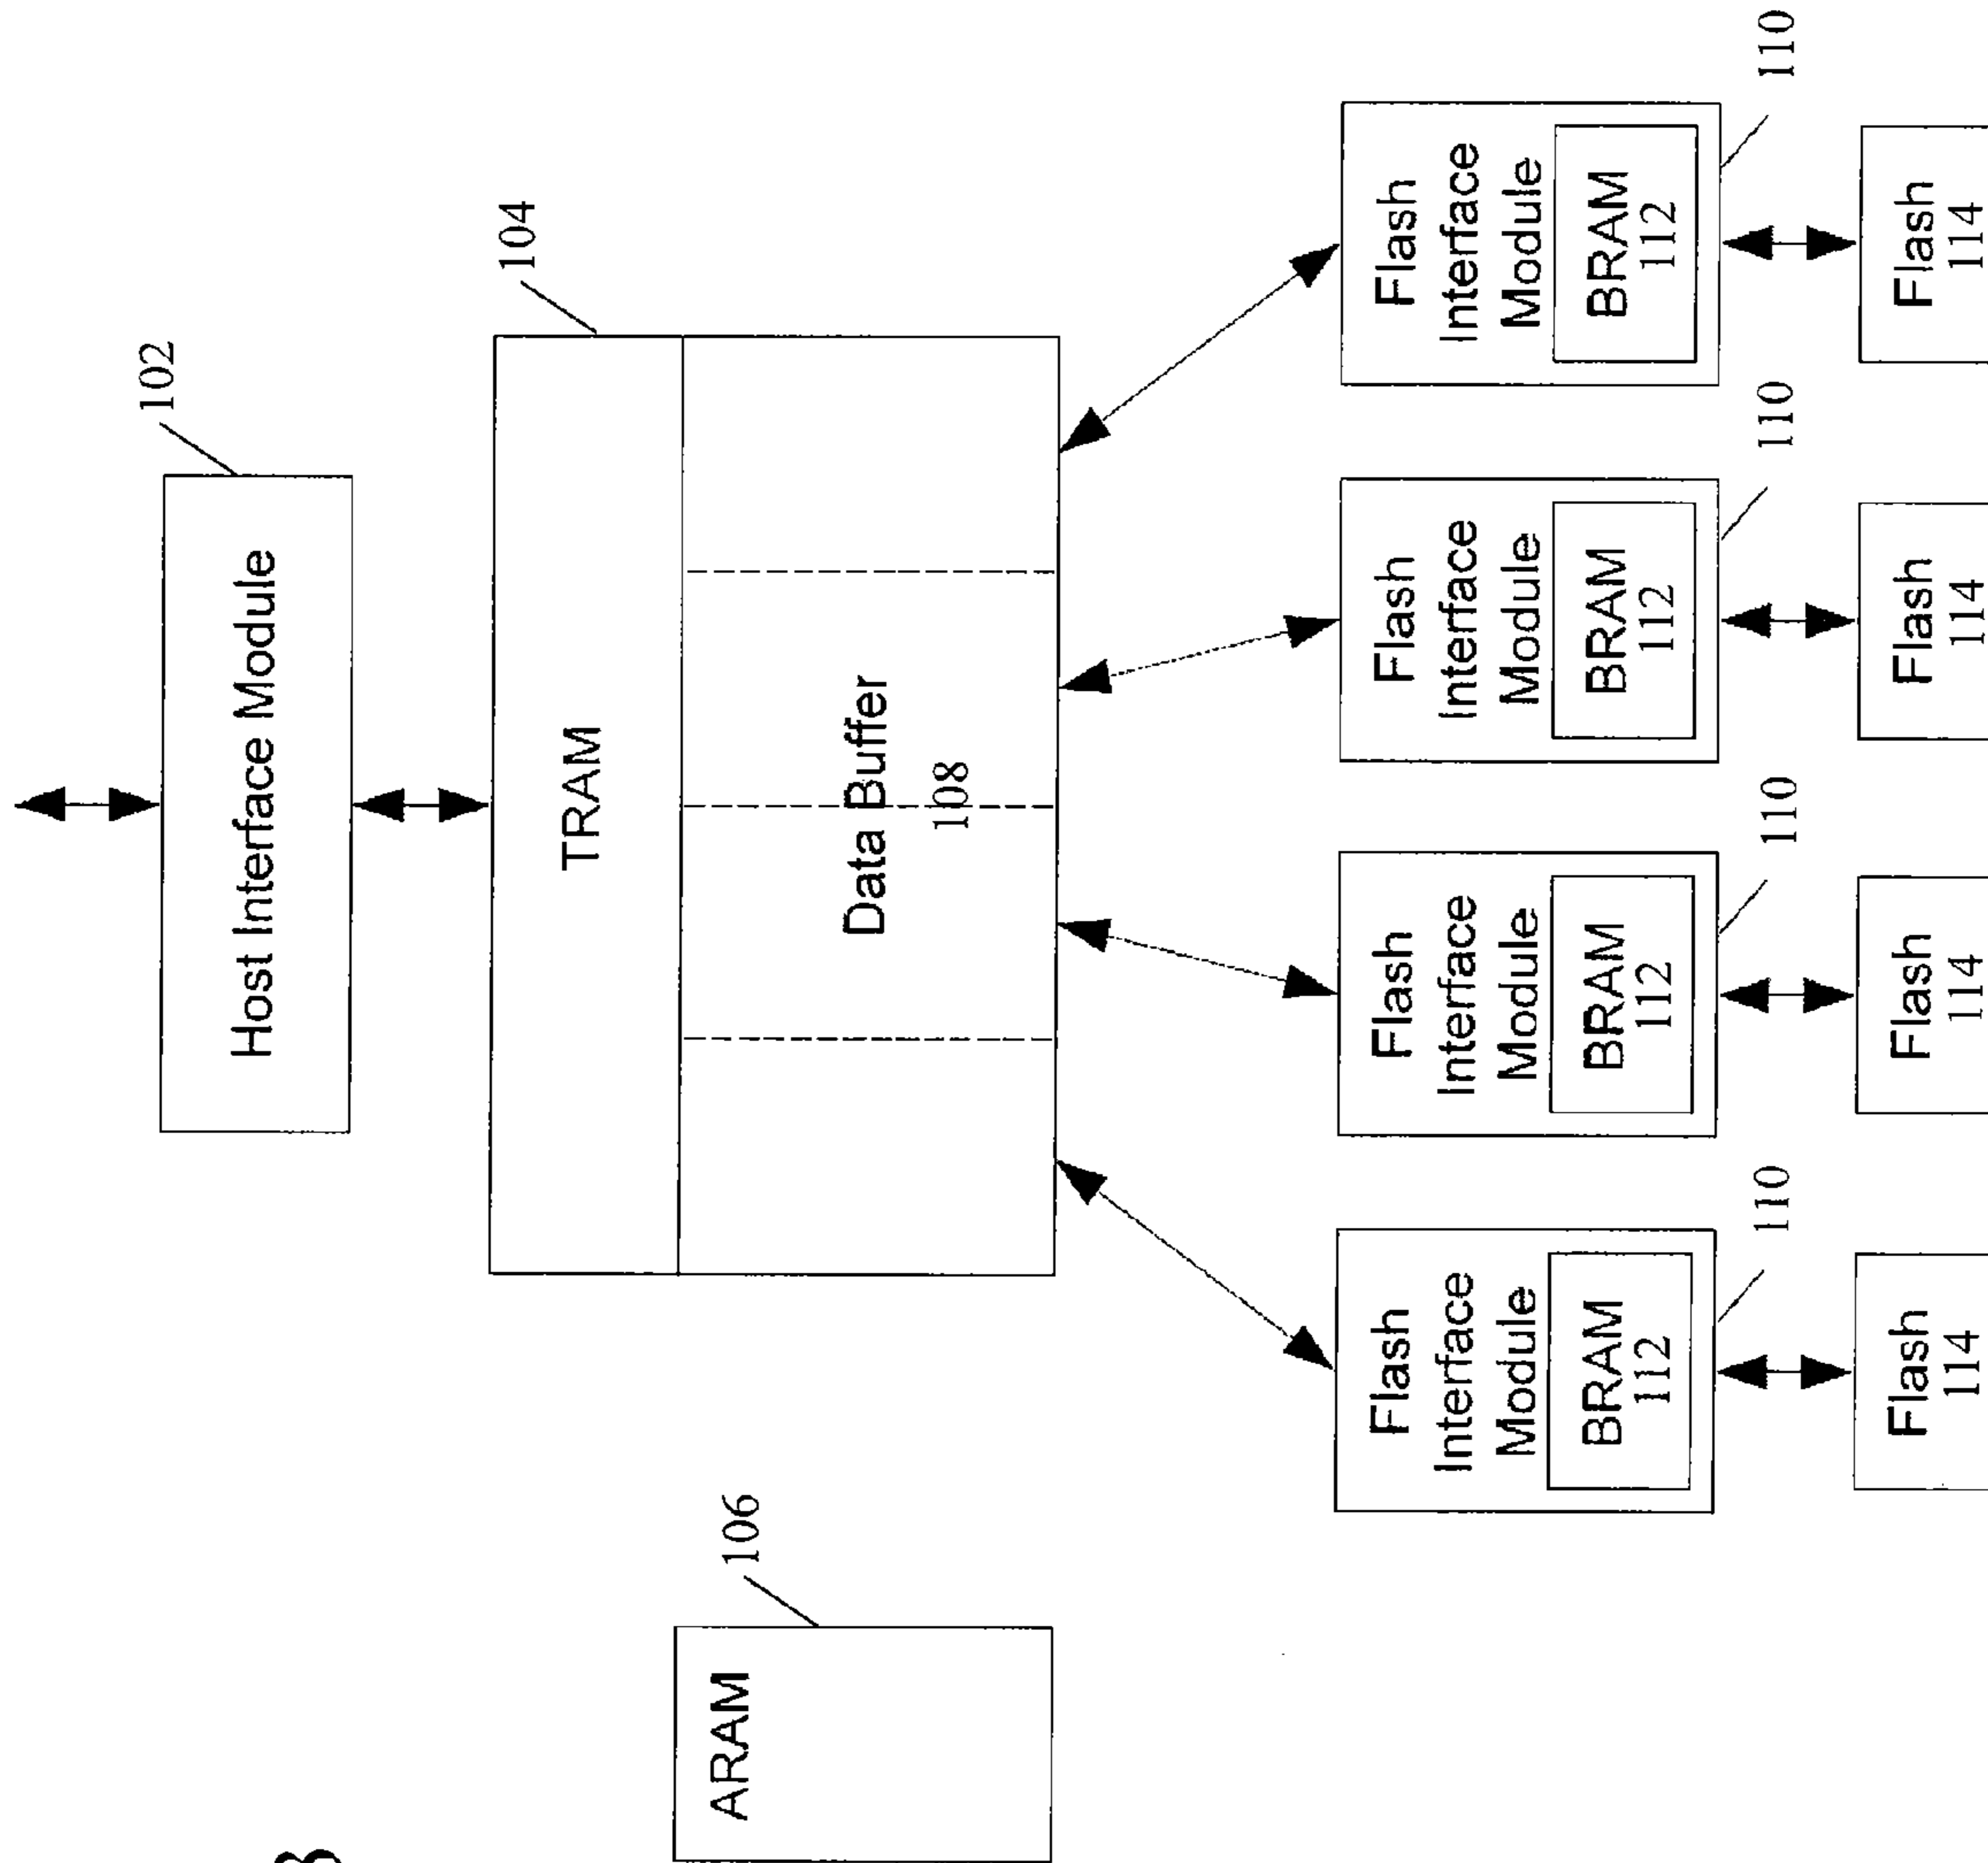 102
Host Interface Module
104
TRAM
106
ARAM
Data Buffer
108
Flash
Interface
Module
BRAM
112
110
Flash
Interface
Module
BRAM
112
110
Flash
Interface
Module
BRAM
112
110
Flash
Interface
Module
BRAM
112
110
Flash
114
Flash
114
Flash
114
Flash
114